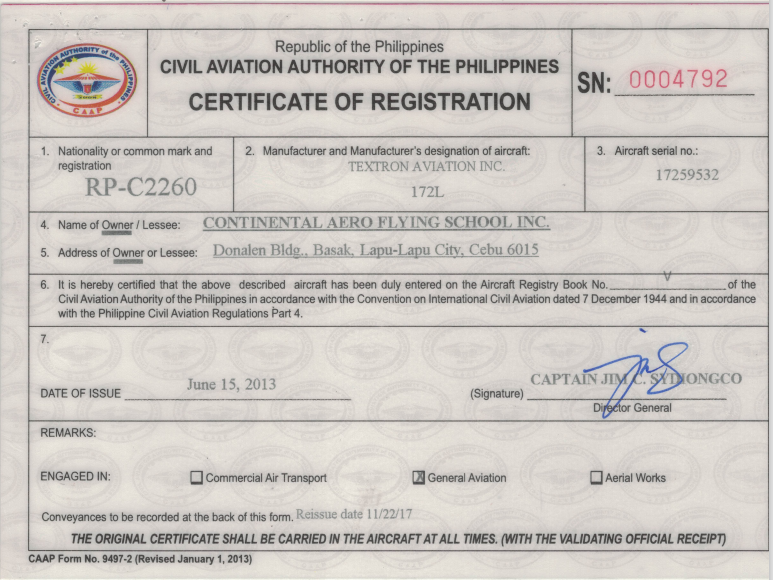 Republic of the Philippines
CIVIL AVIATION AUTHORITY OF THE PHILIPPINES
CERTIFICATE OF REGISTRATION
CIVIL AVIATION AUTHORITY of the PHILIPPINES
CAAP
SN: 0004792
1. Nationality or common mark and
registration
RP-C2260
2. Manufacturer and Manufacturer's designation of aircraft:
TEXTRON AVIATION INC.
172L
3. Aircraft serial no.:
17259532
4. Name of Owner / Lessee: CONTINENTAL AERO FLYING SCHOOL INC.
5. Address of Owner or Lessee: Donalen Bldg., Basak, Lapu-Lapu City, Cebu 6015
6. It is hereby certified that the above described aircraft has been duly entered on the Aircraft Registry Book No. V of the
Civil Aviation Authority of the Philippines in accordance with the Convention on International Civil Aviation dated 7 December 1944 and in accordance
with the Philippine Civil Aviation Regulations Part 4.
7.
DATE OF ISSUE June 15, 2013
(Signature) CAPTAIN JIM C. SYDIONGCO
Director General
REMARKS:
ENGAGED IN: Commercial Air Transport X General Aviation Aerial Works
Conveyances to be recorded at the back of this form. Reissue date 11/22/17
THE ORIGINAL CERTIFICATE SHALL BE CARRIED IN THE AIRCRAFT AT ALL TIMES. (WITH THE VALIDATING OFFICIAL RECEIPT)
CAAP Form No. 9497-2 (Revised January 1, 2013)